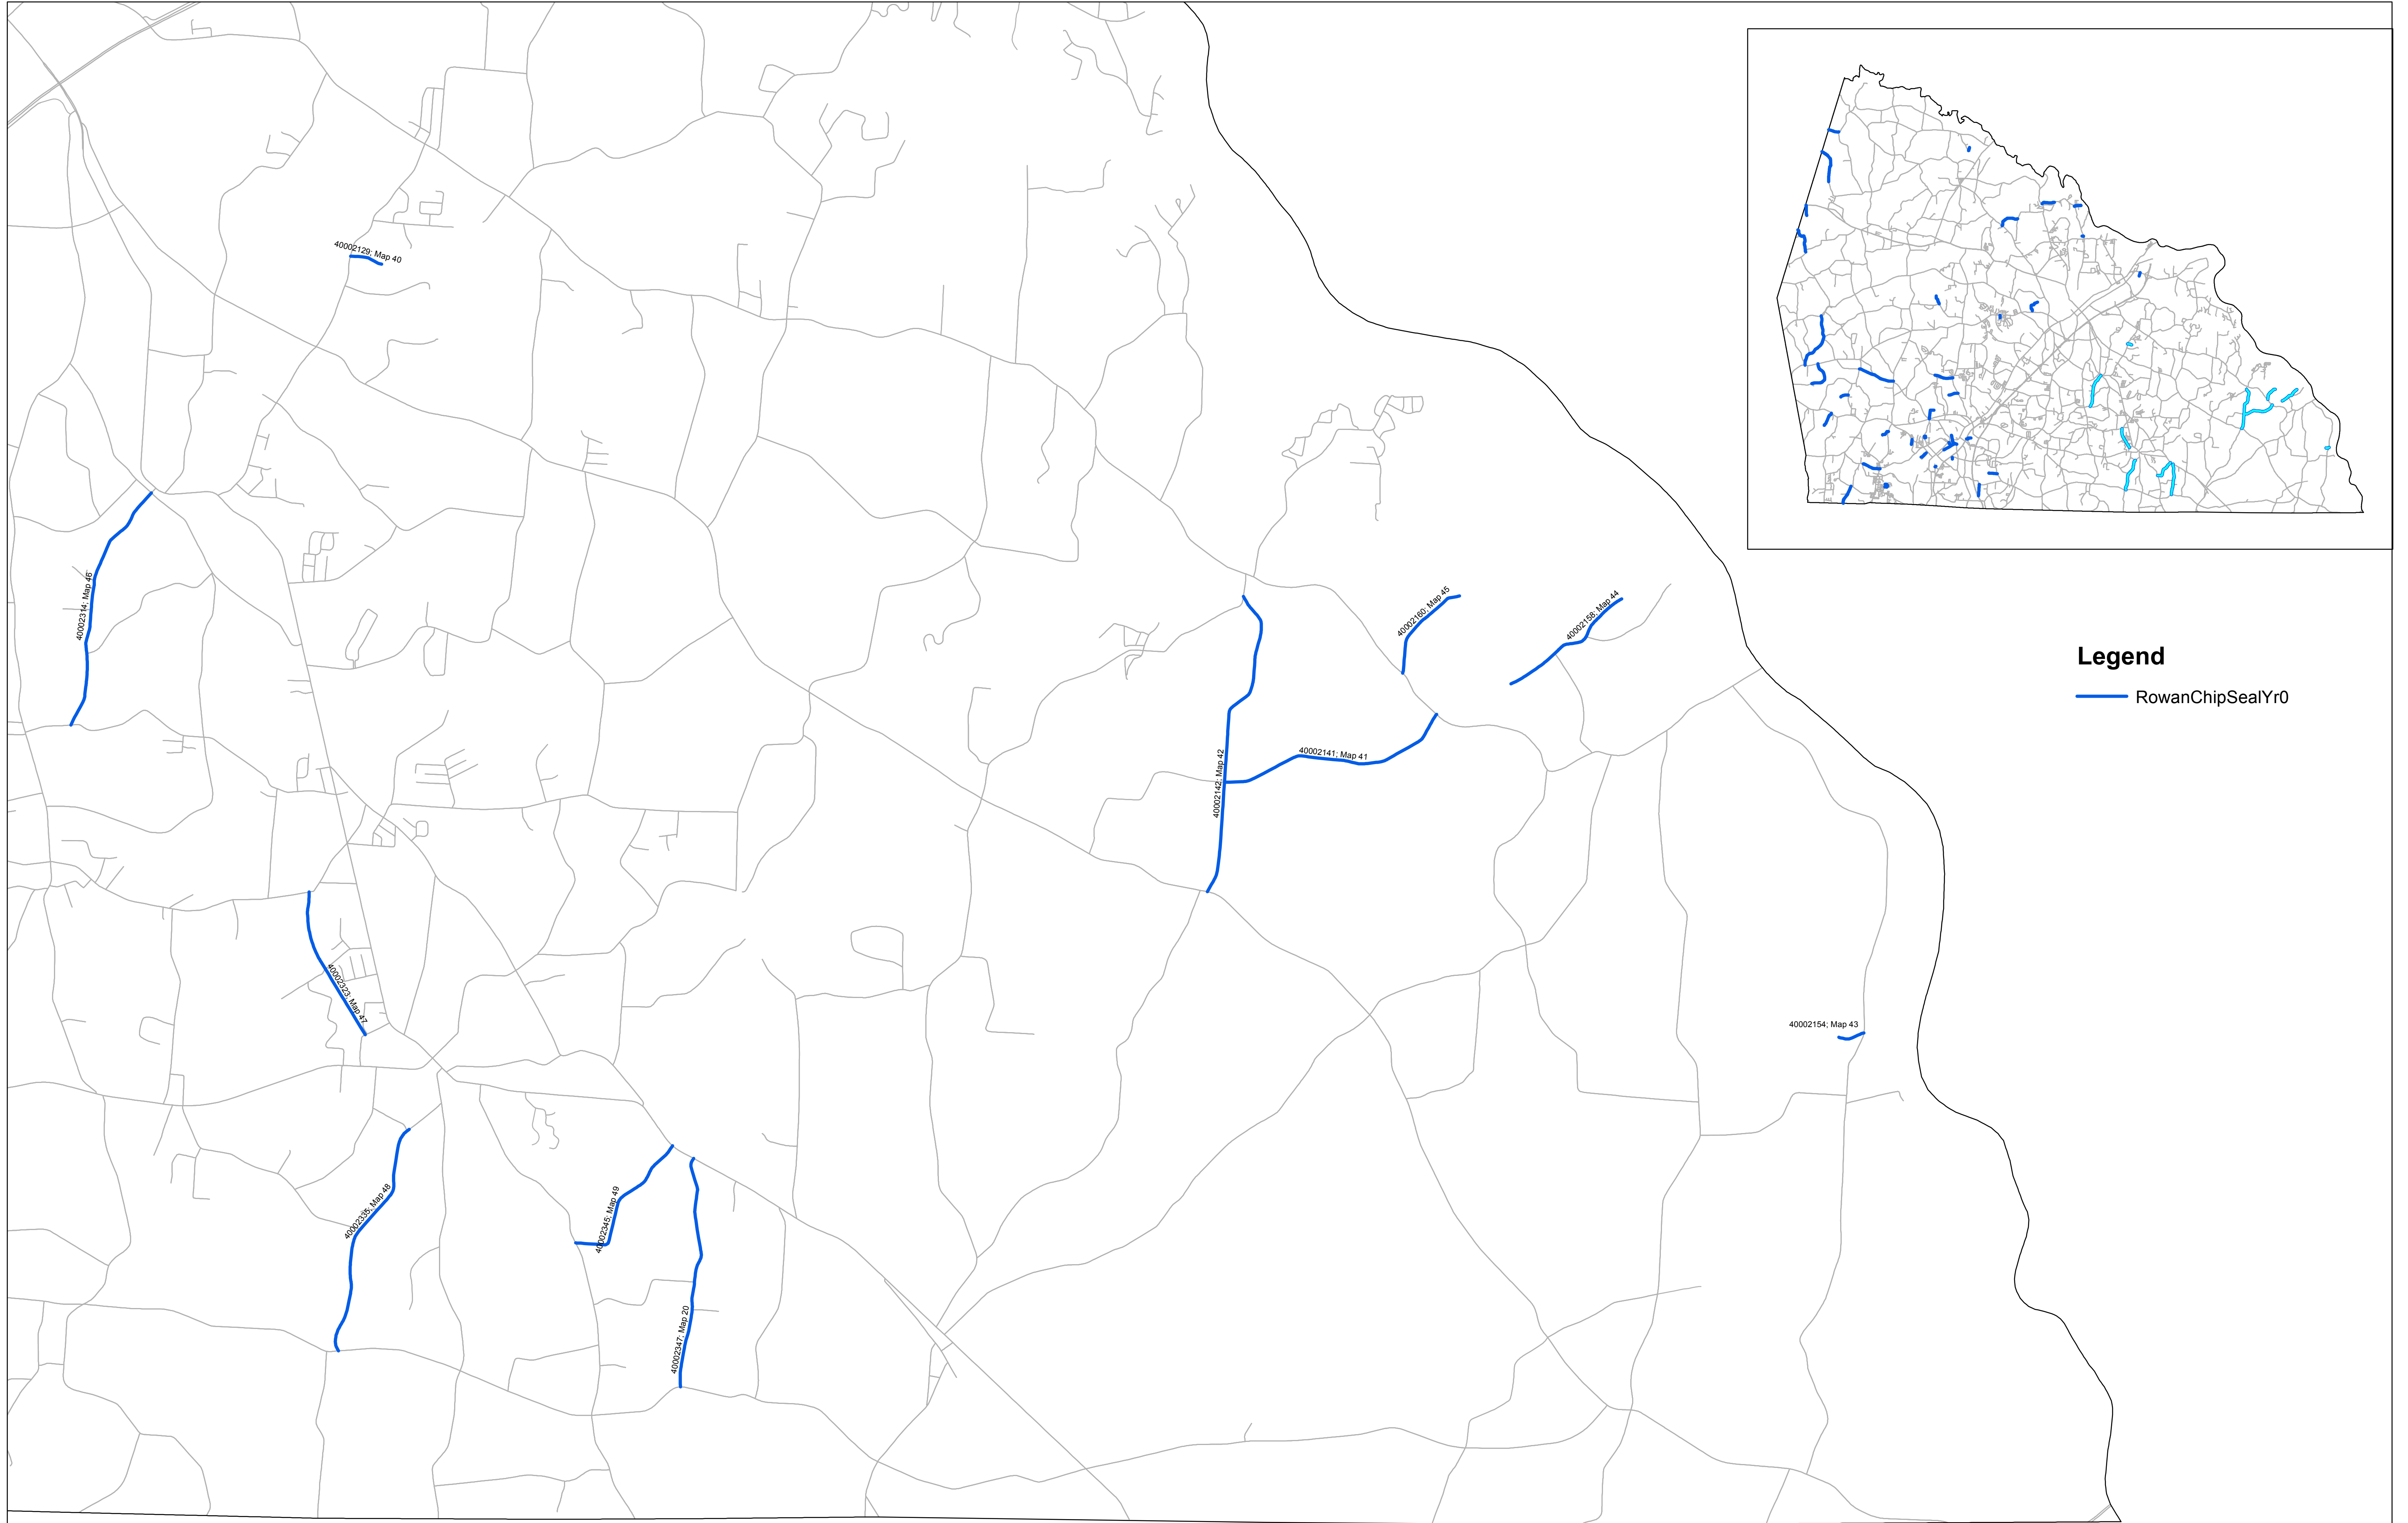 40002129; Map 40
40002314; Map 46
40002160; Map 45
40002158; Map 44
Legend
RowanChipSealYr0
40002142; Map 42
40002141; Map 41
40002323; Map 47
40002154; Map 43
40002335; Map 48
40002345; Map 49
40002347; Map 20